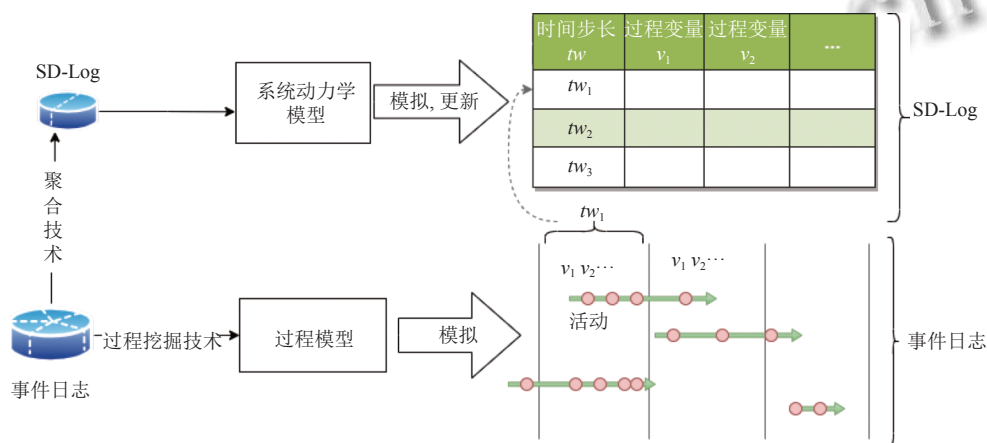 时间步长 过程变量 过程变量 ...
tw v₁ v₂
SD-Log
系统动力学
模型
模拟, 更新
tw₁
tw₂
tw₃
SD-Log
聚合技术
tw₁
v₁ v₂… v₁ v₂…
活动
过程挖掘技术
过程模型
模拟
事件日志
事件日志